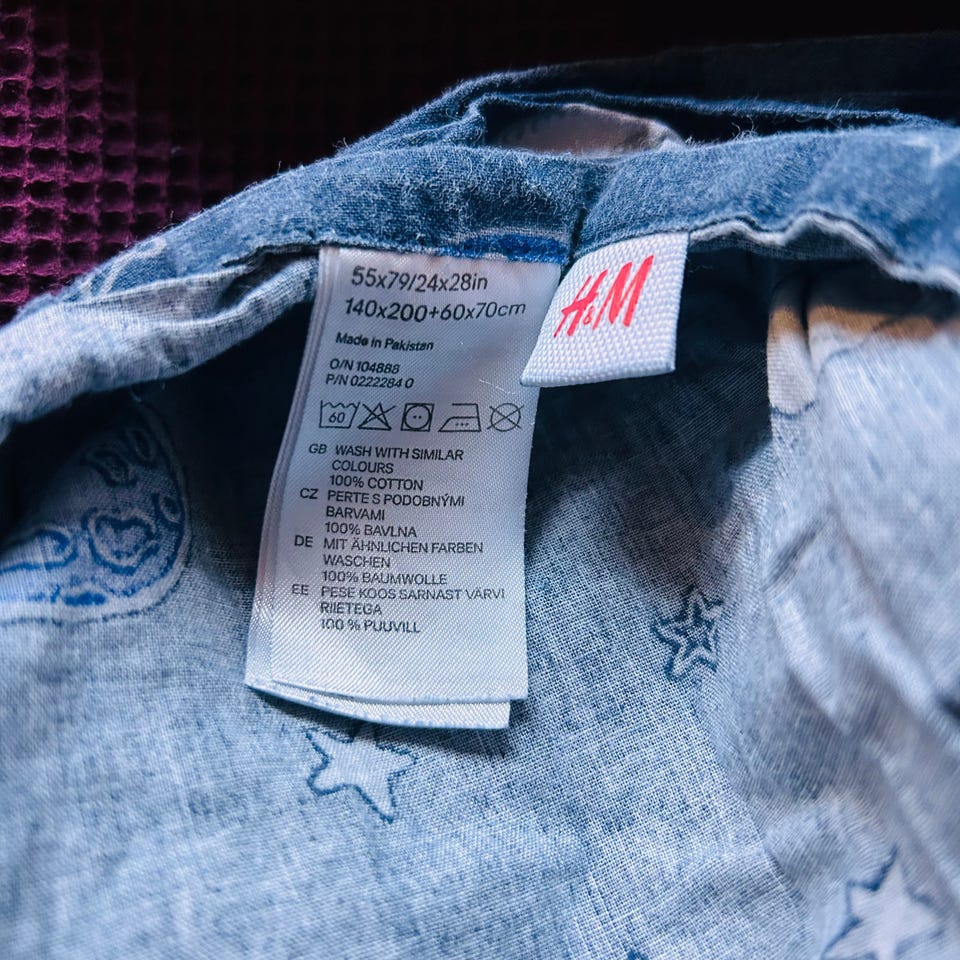 55x79/24x28in
140x200+60x70cm
Made in Pakistan
O/N 104888
P/N 0222284 0
60
GB WASH WITH SIMILAR
COLOURS
100% COTTON
CZ PERTE S PODOBNÝMI
BARVAMI
100% BAVLNA
DE MIT ÄHNLICHEN FARBEN
WASCHEN
100% BAUMWOLLE
EE PESE KOOS SARNAST VÄRVI
RIIETEGA
100 % PUUVILL
H&M